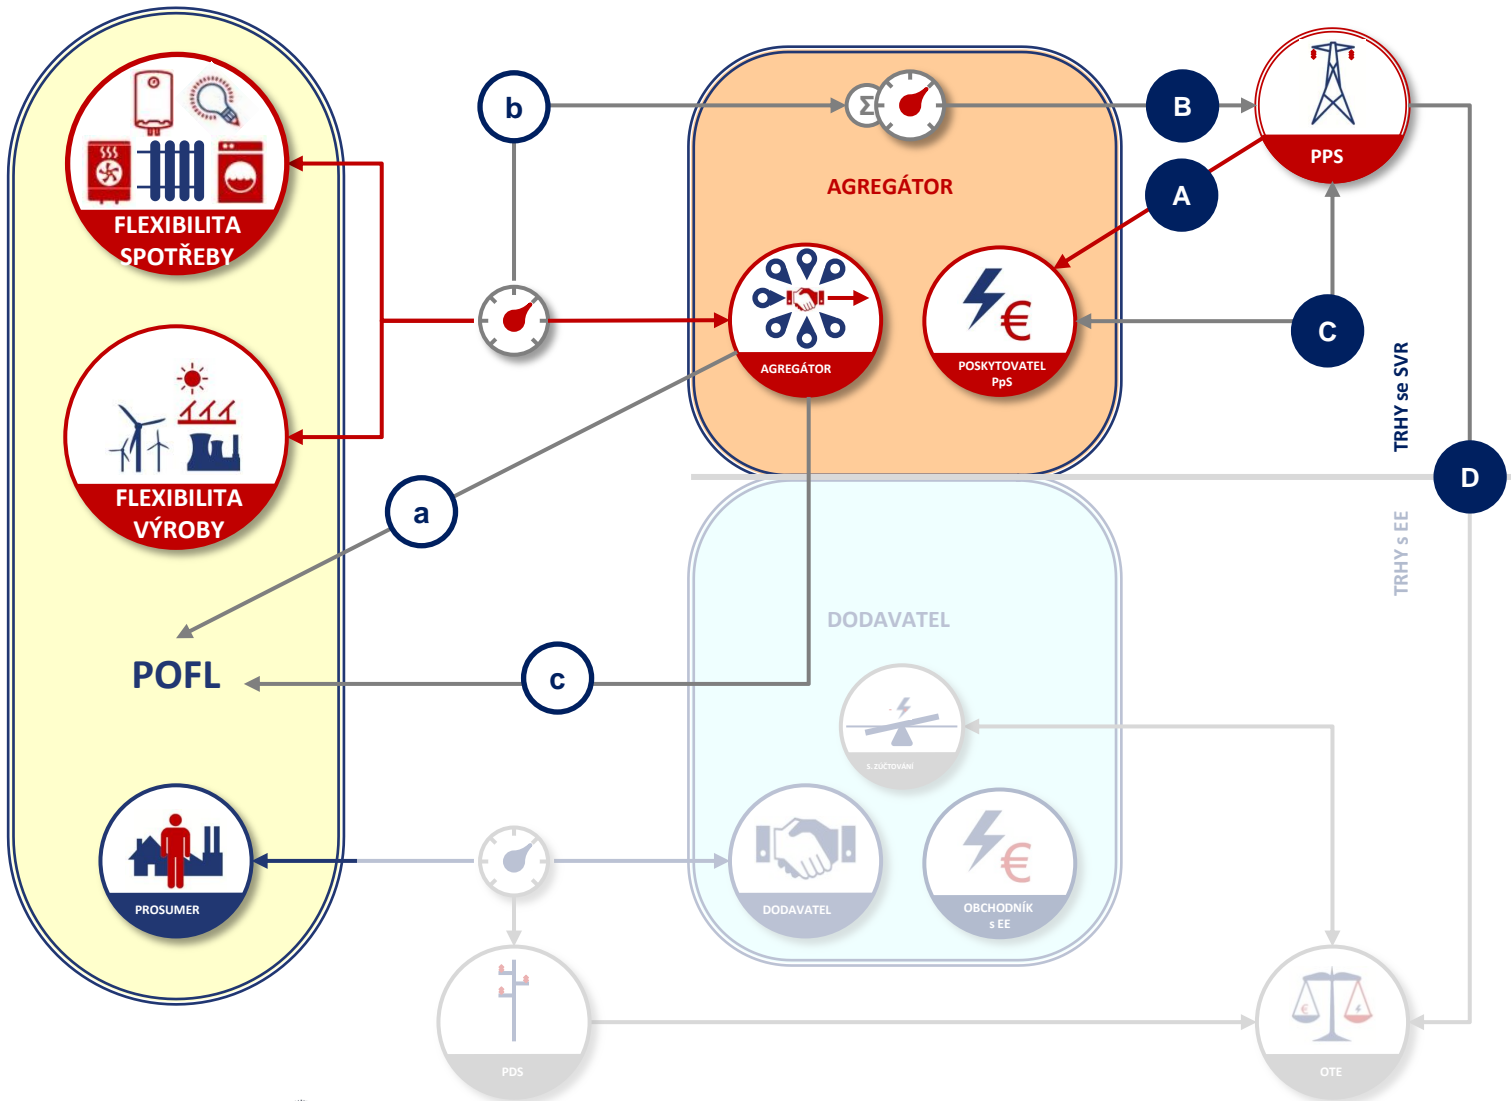 b
Σ
B
PPS
AGREGÁTOR
A
FLEXIBILITA
SPOTŘEBY
€
AGREGÁTOR
POSKYTOVATEL
PpS
C
TRHY se SVR
FLEXIBILITA
VÝROBY
a
D
TRHY s EE
DODAVATEL
POFL
c
S. ZÚČTOVÁNÍ
€
PROSUMER
DODAVATEL
OBCHODNÍK
s EE
€
PDS
OTE